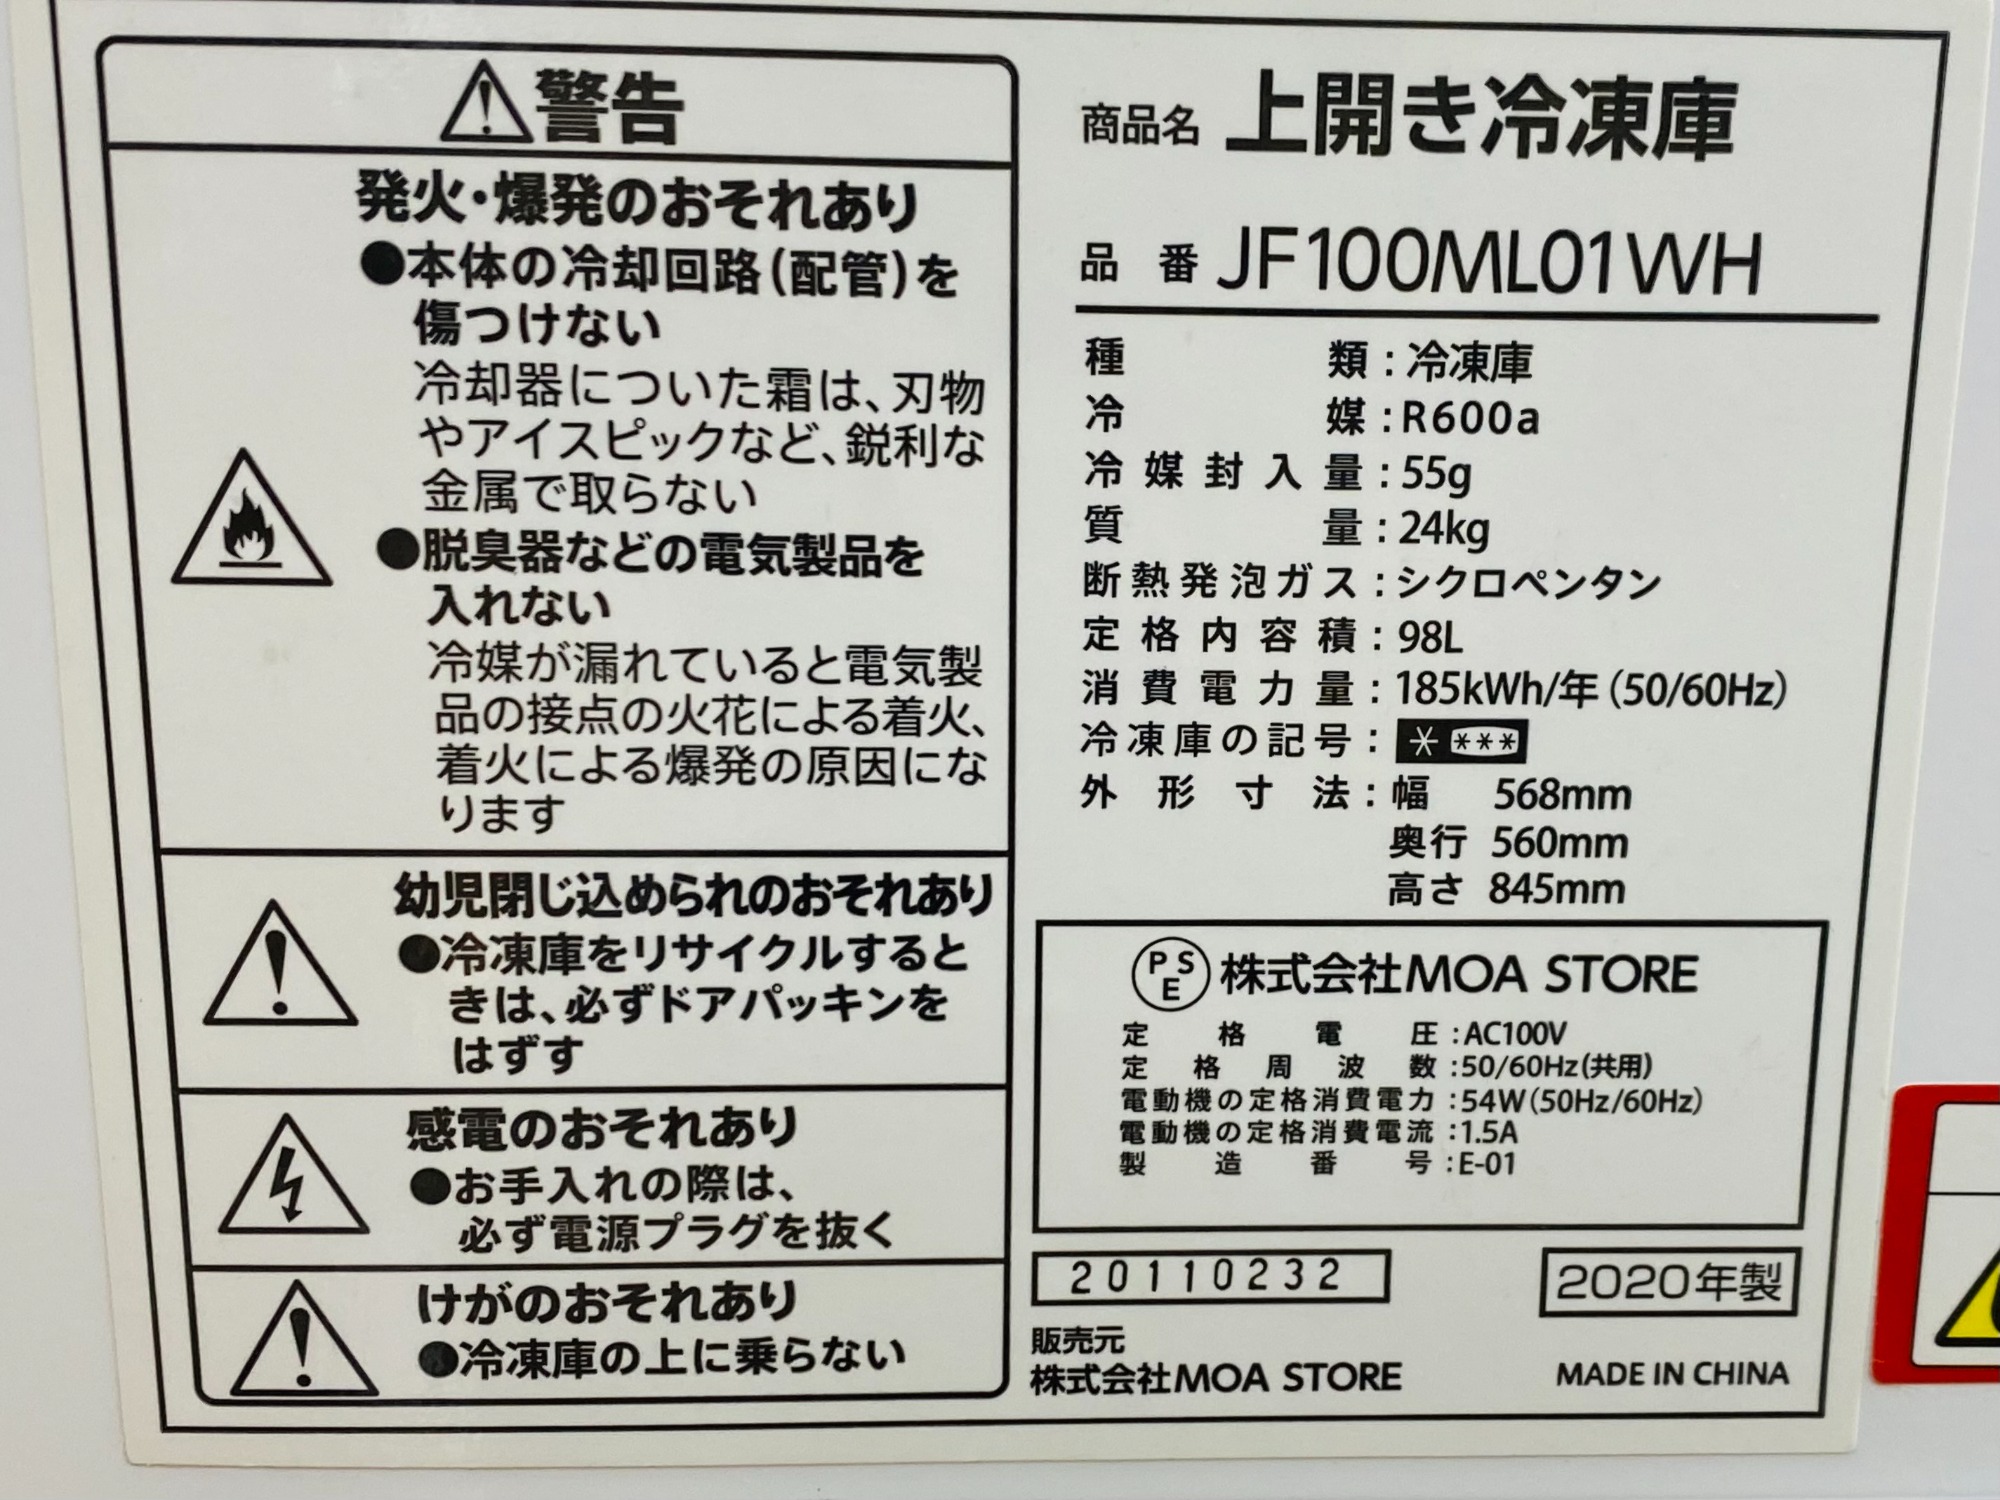 警告
発火・爆発のおそれあり
●本体の冷却回路(配管)を
傷つけない
冷却器についた霜は、刃物
やアイスピックなど、鋭利な
金属で取らない
●脱臭器などの電気製品を
入れない
冷媒が漏れていると電気製
品の接点の火花による着火、
着火による爆発の原因にな
ります
幼児閉じ込められのおそれあり
●冷凍庫をリサイクルすると
きは、必ずドアパッキンを
はずす
感電のおそれあり
●お手入れの際は、
必ず電源プラグを抜く
けがのおそれあり
●冷凍庫の上に乗らない
商品名 上開き冷凍庫
品番 JF100ML01WH
種類:冷凍庫
冷媒:R600a
冷媒封入量:55g
質量:24kg
断熱発泡ガス:シクロペンタン
定格内容積:98L
消費電力量:185kWh/年(50/60Hz)
冷凍庫の記号:* ***
外形寸法:幅 568mm
奥行 560mm
高さ 845mm
PSE 株式会社MOA STORE
定格電圧:AC100V
定格周波数:50/60Hz(共用)
電動機の定格消費電力:54W(50Hz/60Hz)
電動機の定格消費電流:1.5A
製造番号:E-01
20110232
2020年製
販売元
株式会社MOA STORE
MADE IN CHINA